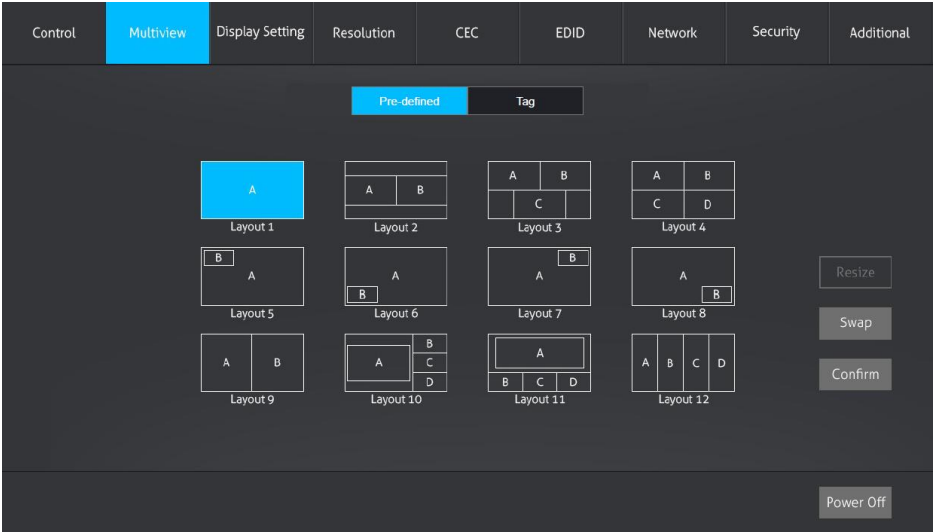 Control Multiview Display Setting Resolution CEC EDID Network Security Additional
Pre-defined Tag
A
Layout 1
A B
Layout 2
A B
C
Layout 3
A B
C D
Layout 4
B
A
Layout 5
A
B
Layout 6
B
A
Layout 7
A
B
Layout 8
Resize
Swap
A B
Layout 9
B
A C
D
Layout 10
A
B C D
Layout 11
A B C D
Layout 12
Confirm
Power Off